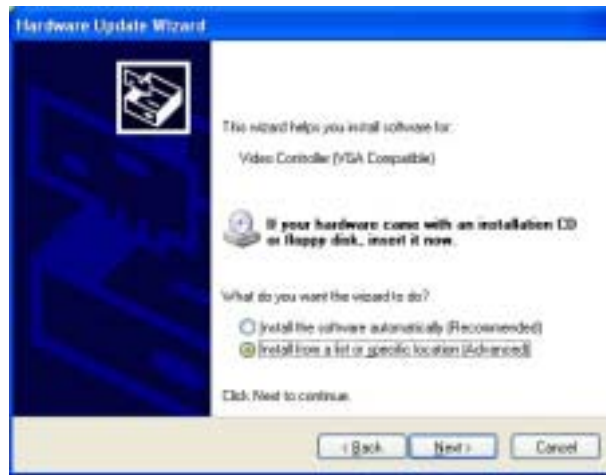 Hardware Update Wizard
This wizard helps you install software for:
Video Controller (VGA Compatible)
If your hardware came with an installation CD
or floppy disk, insert it now.
What do you want the wizard to do?
Install the software automatically (Recommended)
Install from a list or specific location (Advanced)
Click Next to continue.
< Back
Next >
Cancel